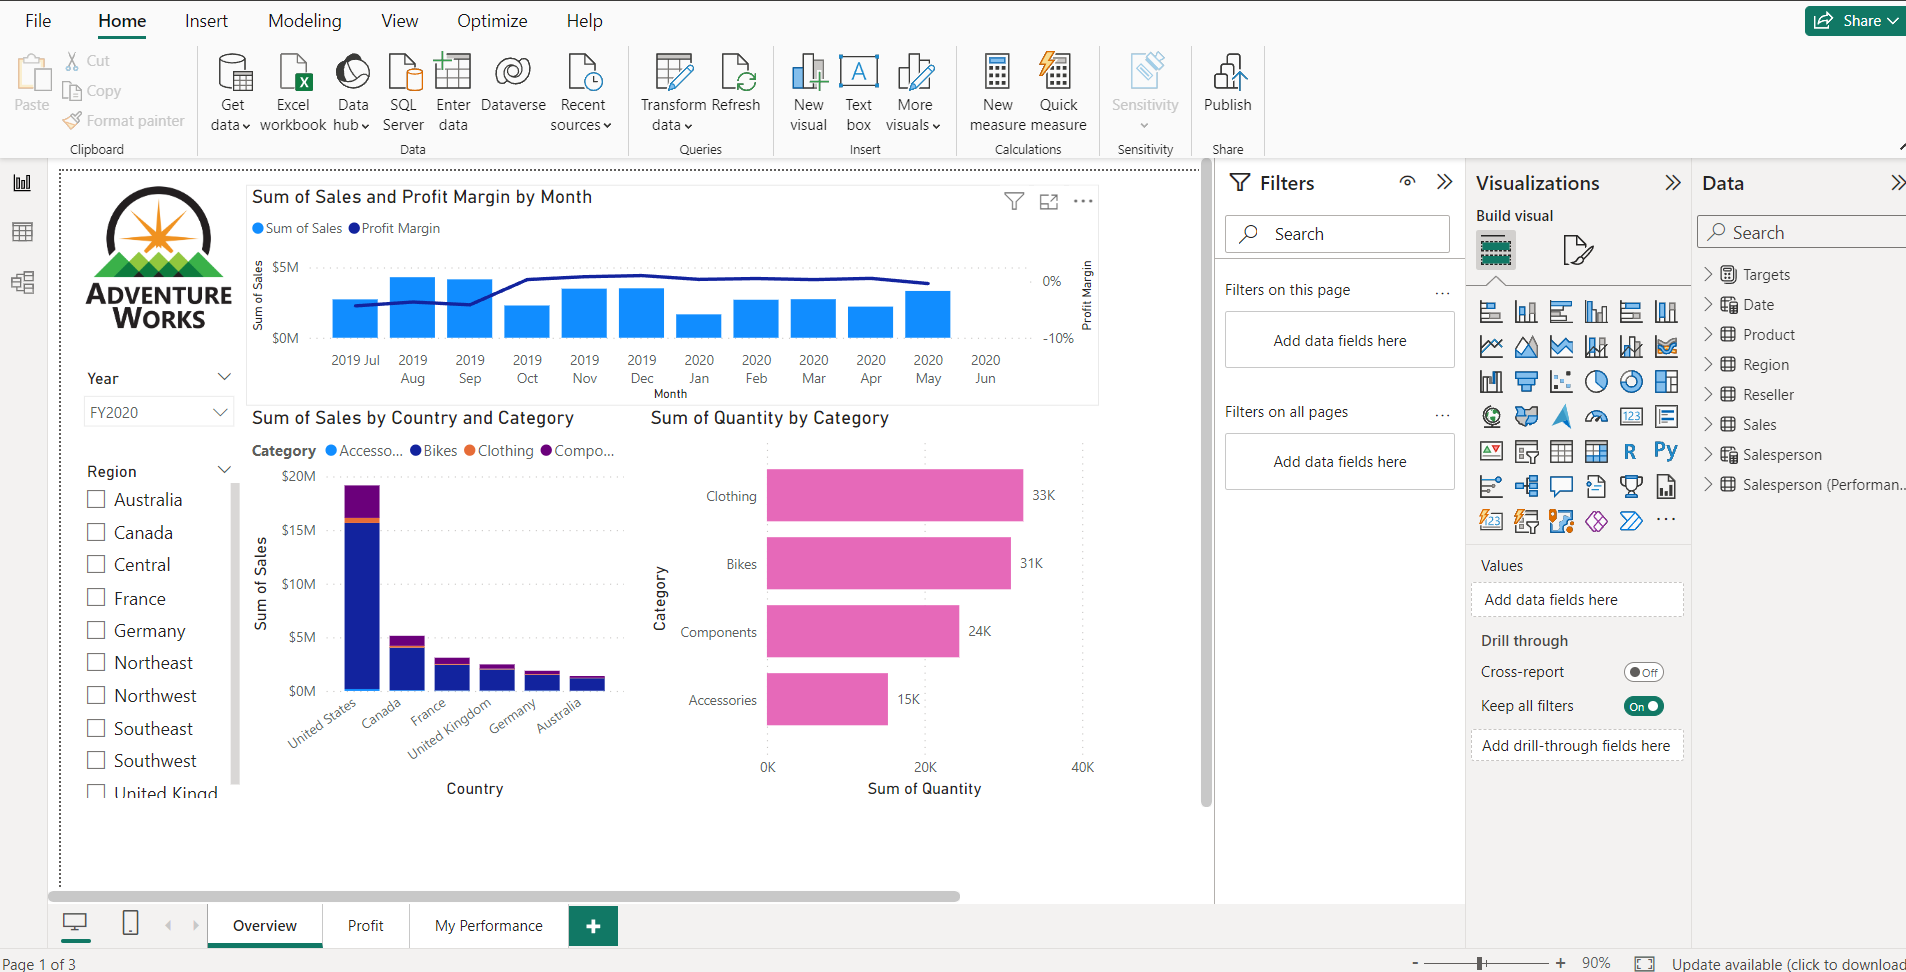 File Home Insert Modeling View Optimize Help
Share
Paste
Cut
Copy
Format painter
Clipboard
Get data
Excel workbook
Data hub
SQL Server
Enter data
Dataverse
Recent sources
Data
Transform data
Refresh
Queries
New visual
Text box
More visuals
Insert
New measure
Quick measure
Calculations
Sensitivity
Sensitivity
Publish
Share
ADVENTURE
WORKS
Year
FY2020
Region
Australia
Canada
Central
France
Germany
Northeast
Northwest
Southeast
Southwest
United Kingd
Sum of Sales and Profit Margin by Month
Sum of Sales Profit Margin
Sum of Sales
$5M
$0M
0%
-10%
Profit Margin
2019 Jul
2019 Aug
2019 Sep
2019 Oct
2019 Nov
2019 Dec
2020 Jan
2020 Feb
2020 Mar
2020 Apr
2020 May
2020 Jun
Month
Sum of Sales by Country and Category
Category Accesso... Bikes Clothing Compo...
Sum of Sales
$20M
$15M
$10M
$5M
$0M
United States
Canada
France
United Kingdom
Germany
Australia
Country
Sum of Quantity by Category
Category
Clothing 33K
Bikes 31K
Components 24K
Accessories 15K
0K 20K 40K
Sum of Quantity
Filters
Search
Filters on this page ...
Add data fields here
Filters on all pages ...
Add data fields here
Visualizations
Build visual
123
R
Py
123
...
Values
Add data fields here
Drill through
Cross-report Off
Keep all filters On
Add drill-through fields here
Data
Search
Targets
Date
Product
Region
Reseller
Sales
Salesperson
Salesperson (Performan...
Overview Profit My Performance +
Page 1 of 3
- + 90%
Update available (click to download